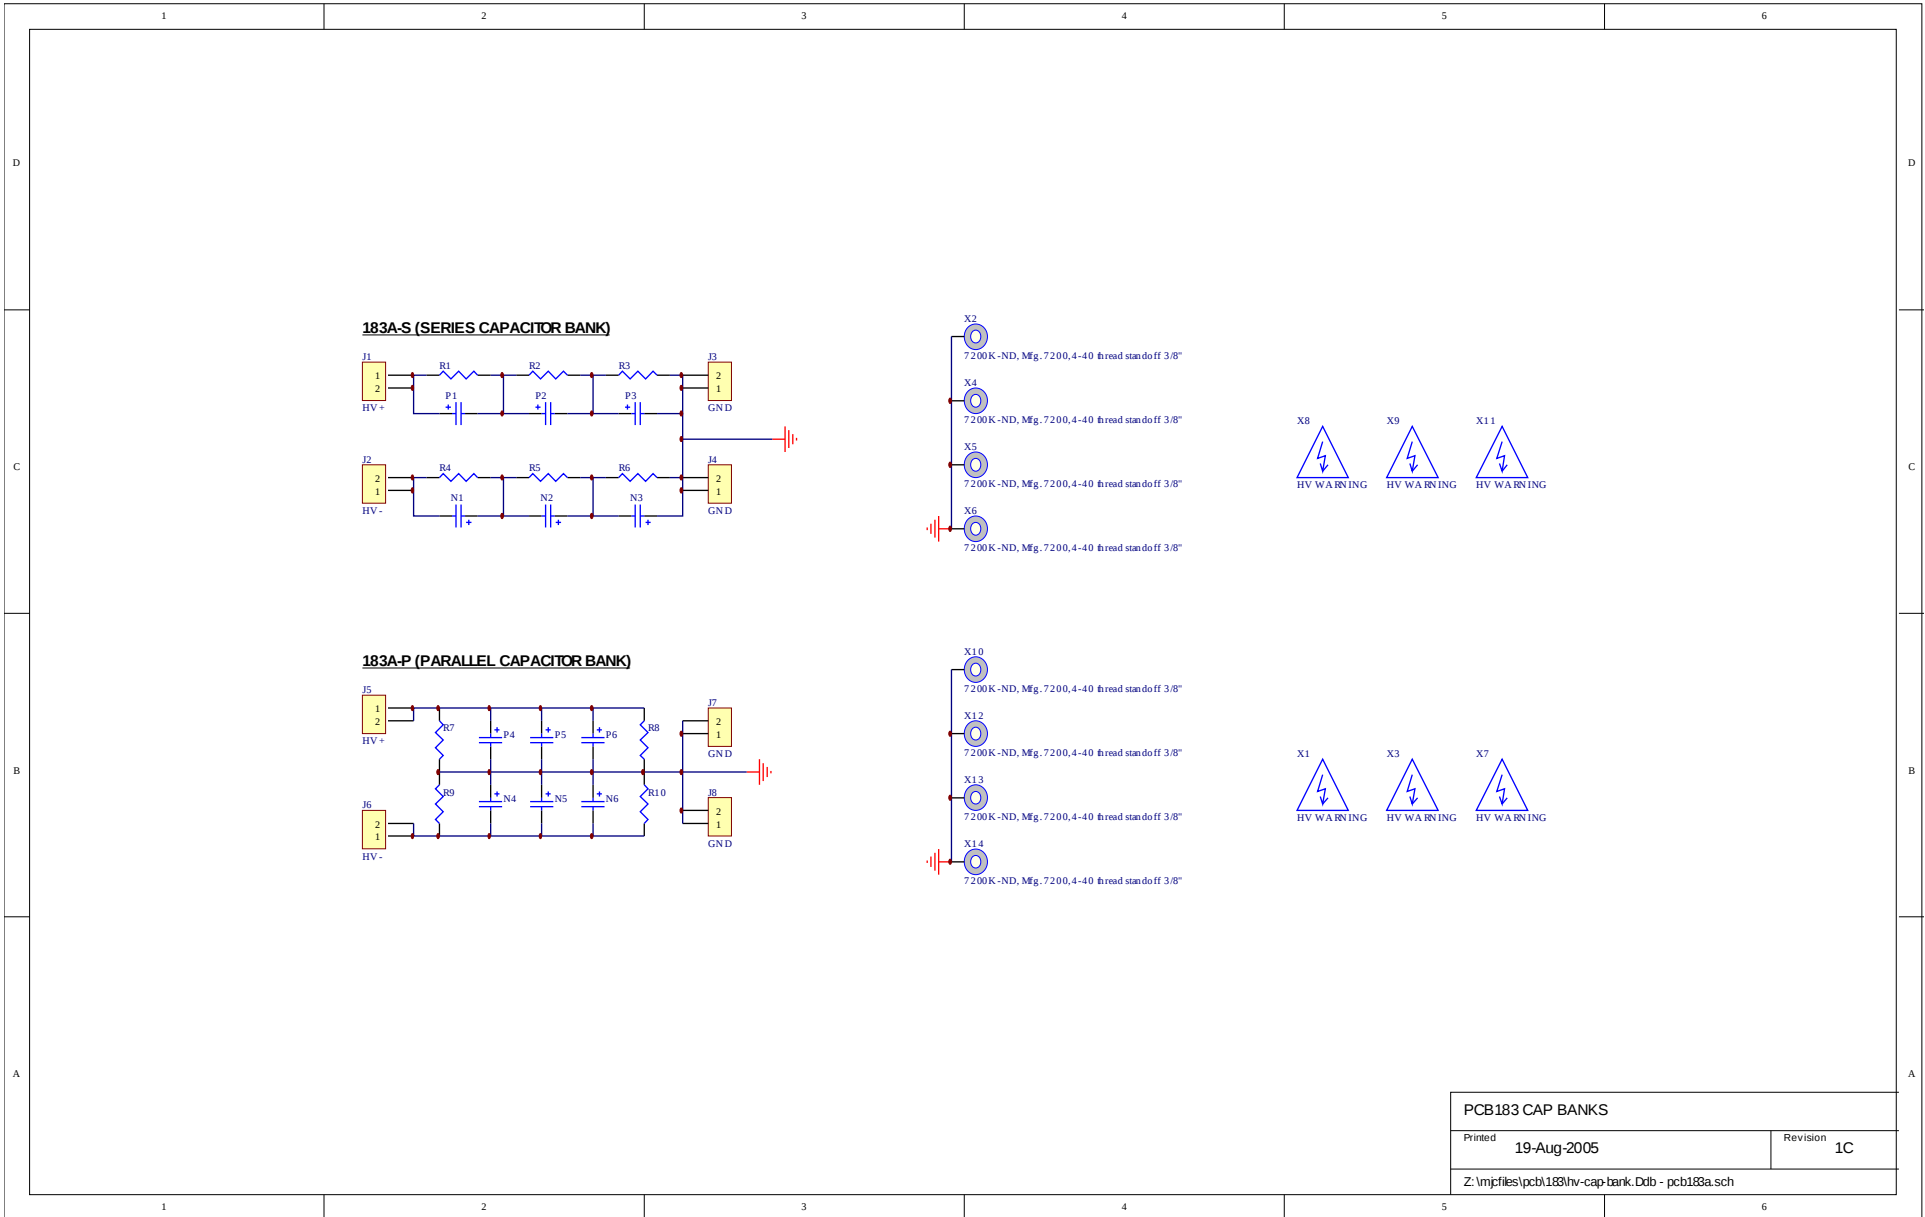 1 2 3 4 5 6
D D
183A-S (SERIES CAPACITOR BANK)
J1 R1 R2 R3 J3
1 2
2 1
P1 P2 P3
+ + +
HV+ GND
J2 R4 R5 R6 J4
2 2
1 1
N1 N2 N3
+ + +
HV- GND
X2
7200K-ND, Mfg. 7200, 4-40 thread standoff 3/8"
X4
7200K-ND, Mfg. 7200, 4-40 thread standoff 3/8"
X5
7200K-ND, Mfg. 7200, 4-40 thread standoff 3/8"
X6
7200K-ND, Mfg. 7200, 4-40 thread standoff 3/8"
X8 X9 X11
HV WARNING HV WARNING HV WARNING
C C
183A-P (PARALLEL CAPACITOR BANK)
J5 J7
1 2
2 1
R7 + P4 + P5 + P6 R8
HV+ GND
R9 + N4 + N5 + N6 R10
J6 J8
2 2
1 1
HV- GND
X10
7200K-ND, Mfg. 7200, 4-40 thread standoff 3/8"
X12
7200K-ND, Mfg. 7200, 4-40 thread standoff 3/8"
X13
7200K-ND, Mfg. 7200, 4-40 thread standoff 3/8"
X14
7200K-ND, Mfg. 7200, 4-40 thread standoff 3/8"
X1 X3 X7
HV WARNING HV WARNING HV WARNING
B B
A A
PCB183 CAP BANKS
Printed 19-Aug-2005 Revision 1C
Z:\mjcfiles\pcb\183\hv-cap-bank.Ddb - pcb183a.sch
1 2 3 4 5 6